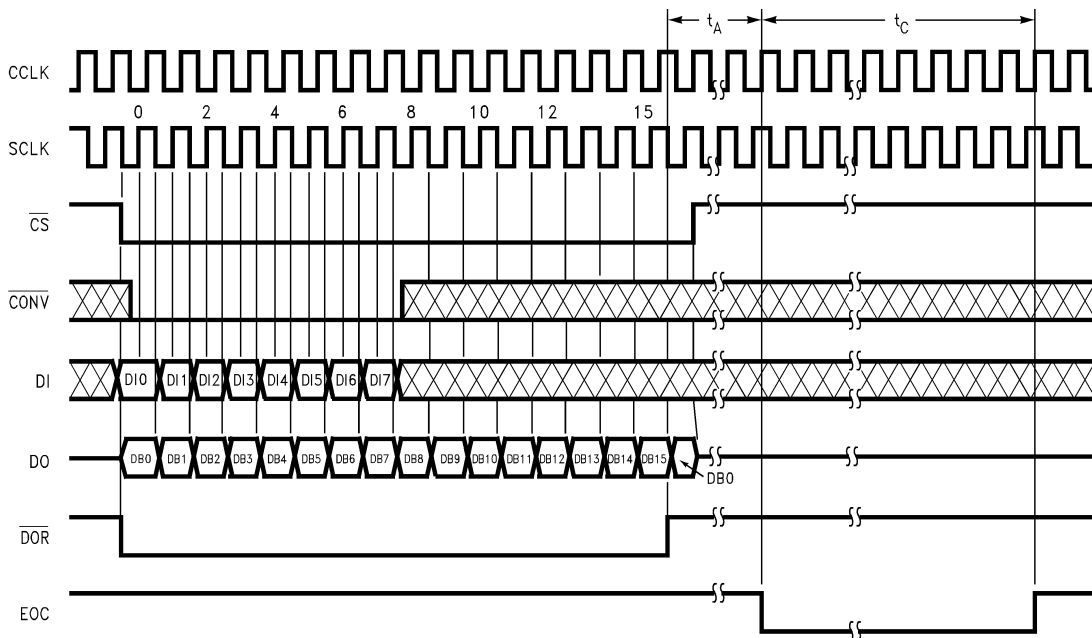 tA tC
CCLK
0 2 4 6 8 10 12 15
SCLK
CS
CONV
DI DI0 DI1 DI2 DI3 DI4 DI5 DI6 DI7
DO DB0 DB1 DB2 DB3 DB4 DB5 DB6 DB7 DB8 DB9 DB10 DB11 DB12 DB13 DB14 DB15
DB0
DOR
EOC